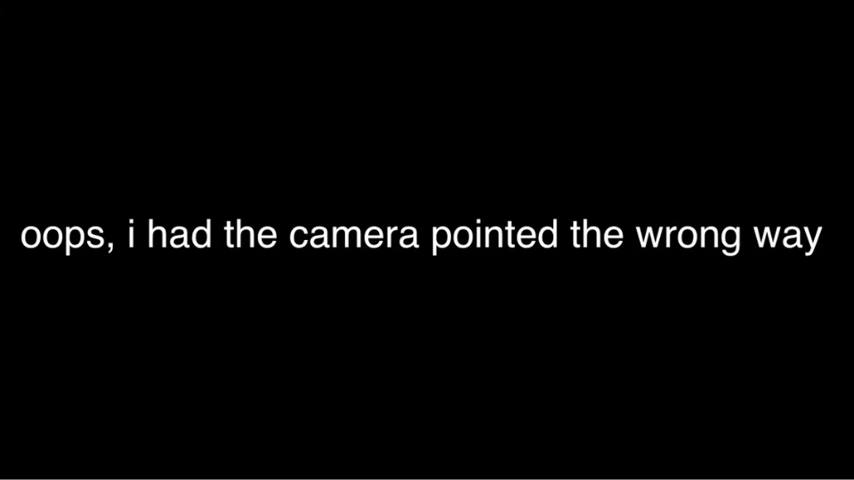 oops, i had the camera pointed the wrong way